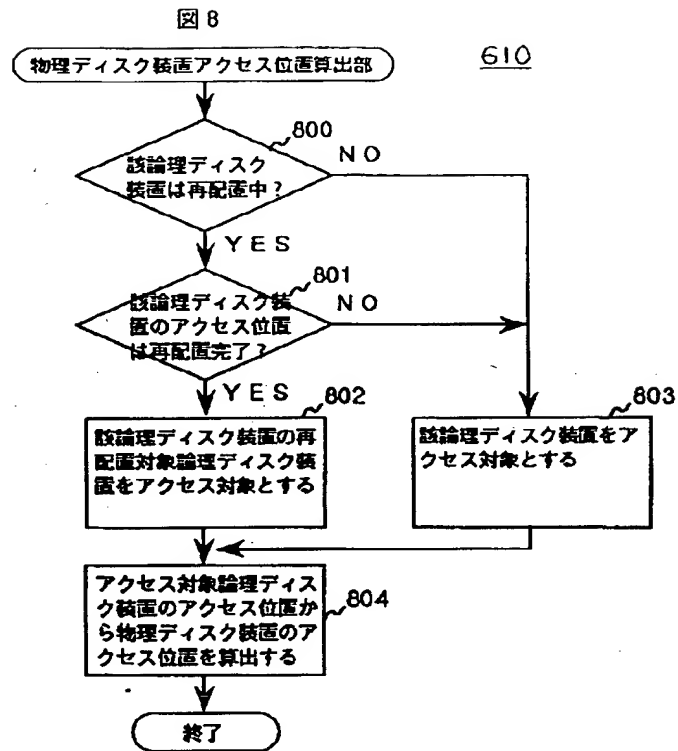 図8
物理ディスク装置アクセス位置算出部
610
800
該論理ディスク
装置は再配置中?
NO
YES
801
該論理ディスク装
置のアクセス位置
は再配置完了?
NO
YES
802
該論理ディスク装置の再
配置対象論理ディスク装
置をアクセス対象とする
803
該論理ディスク装置をア
クセス対象とする
アクセス対象論理ディス
ク装置のアクセス位置か
ら物理ディスク装置のア
クセス位置を算出する
804
終了